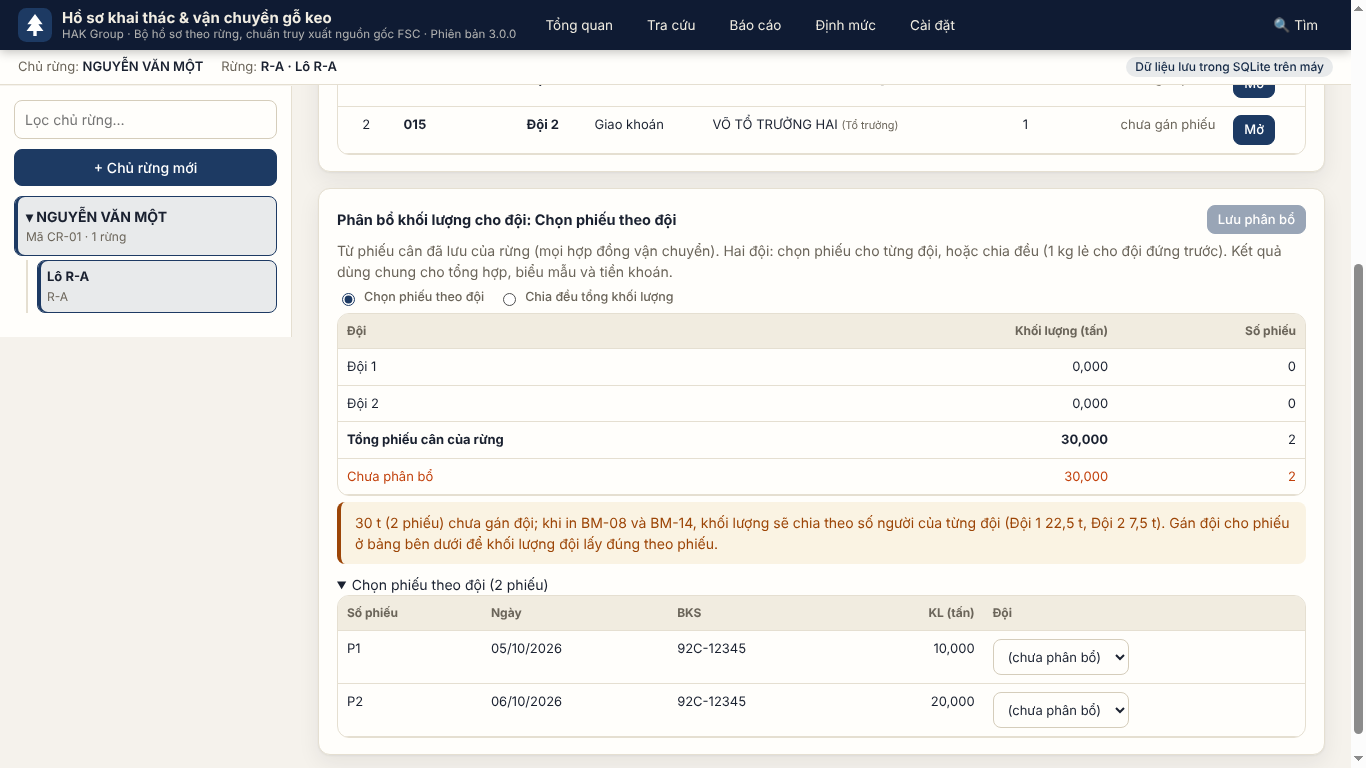 Hồ sơ khai thác & vận chuyển gỗ keo
HAK Group · Bộ hồ sơ theo rừng, chuẩn truy xuất nguồn gốc FSC · Phiên bản 3.0.0
Tổng quan Tra cứu Báo cáo Định mức Cài đặt
🔍 Tìm
Chủ rừng: NGUYỄN VĂN MỘT Rừng: R-A · Lô R-A
Dữ liệu lưu trong SQLite trên máy
Lọc chủ rừng...
+ Chủ rừng mới
▾ NGUYỄN VĂN MỘT
Mã CR-01 · 1 rừng
Lô R-A
R-A
Mở
2 015 Đội 2 Giao khoán VÕ TỔ TRƯỞNG HAI (Tổ trưởng) 1 chưa gán phiếu Mở
Phân bổ khối lượng cho đội: Chọn phiếu theo đội
Lưu phân bổ
Từ phiếu cân đã lưu của rừng (mọi hợp đồng vận chuyển). Hai đội: chọn phiếu cho từng đội, hoặc chia đều (1 kg lẻ cho đội đứng trước). Kết quả
dùng chung cho tổng hợp, biểu mẫu và tiền khoán.
Chọn phiếu theo đội Chia đều tổng khối lượng
Đội Khối lượng (tấn) Số phiếu
Đội 1 0,000 0
Đội 2 0,000 0
Tổng phiếu cân của rừng 30,000 2
Chưa phân bổ 30,000 2
30 t (2 phiếu) chưa gán đội; khi in BM-08 và BM-14, khối lượng sẽ chia theo số người của từng đội (Đội 1 22,5 t, Đội 2 7,5 t). Gán đội cho phiếu
ở bảng bên dưới để khối lượng đội lấy đúng theo phiếu.
▼ Chọn phiếu theo đội (2 phiếu)
Số phiếu Ngày BKS KL (tấn) Đội
P1 05/10/2026 92C-12345 10,000 (chưa phân bổ)
P2 06/10/2026 92C-12345 20,000 (chưa phân bổ)